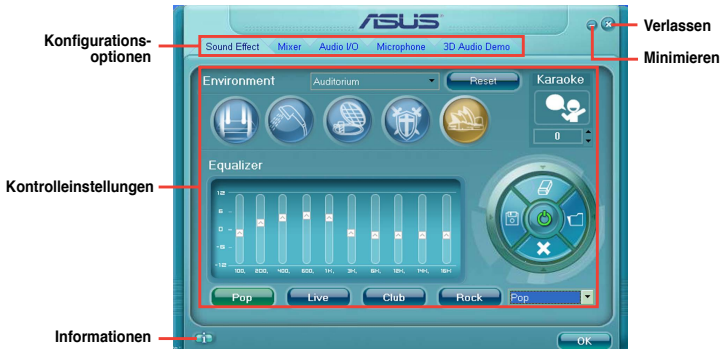 ASUS
Verlassen
Konfigurations-
optionen
Sound Effect Mixer Audio I/O Microphone 3D Audio Demo
Minimieren
Environment Auditorium Reset Karaoke
0
Equalizer
Kontrolleinstellungen
12
6
0
-6
-12
100, 200, 400, 600, 1K, 3K, 6K, 12K, 14K, 16K
Pop Live Club Rock Pop
Informationen
i
OK